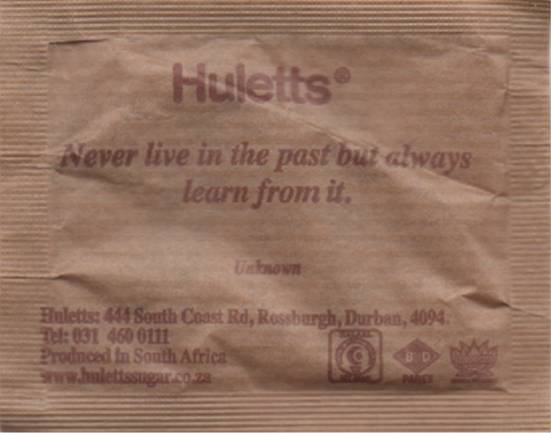 Huletts®
Never live in the past but always
learn from it.
Unknown
Huletts: 444 South Coast Rd, Rossburgh, Durban, 4094.
Tel: 031 460 0111
Produced in South Africa
www.hulettssugar.co.za
B D
PAREV